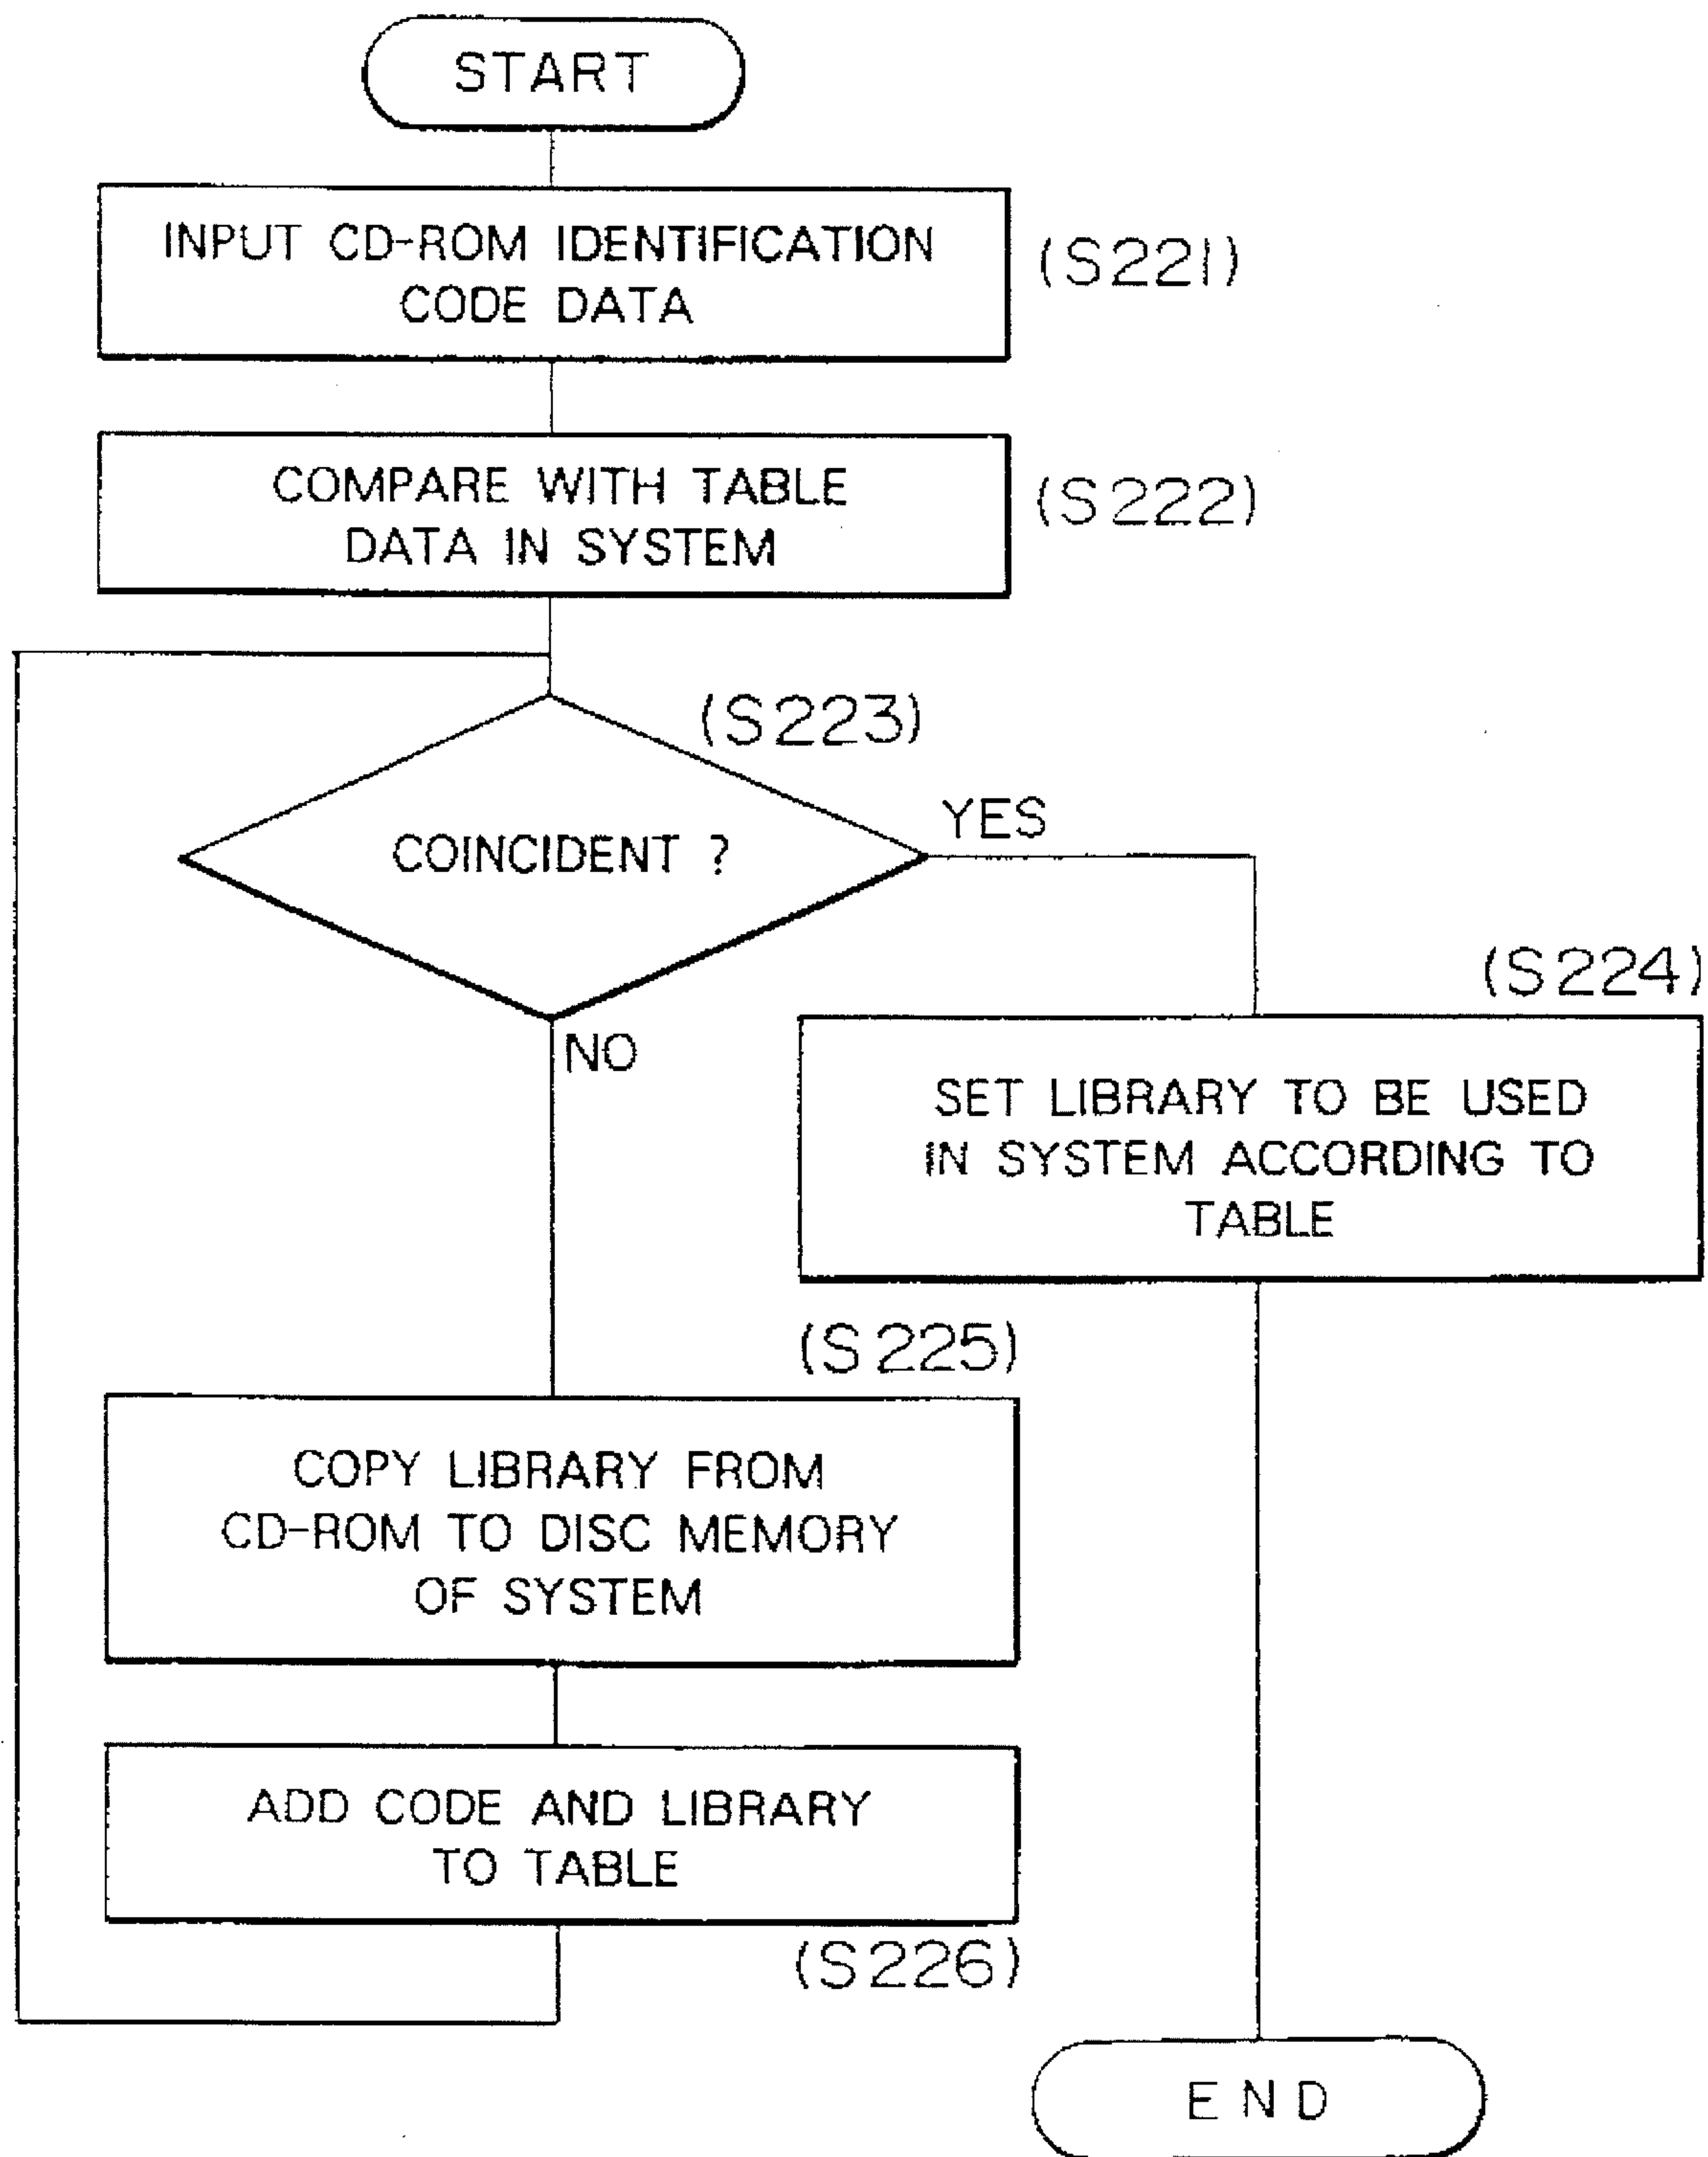 START
INPUT CD-ROM IDENTIFICATION
CODE DATA
(S221)
COMPARE WITH TABLE
DATA IN SYSTEM
(S222)
(S223)
COINCIDENT ?
YES
NO
(S224)
SET LIBRARY TO BE USED
IN SYSTEM ACCORDING TO
TABLE
(S225)
COPY LIBRARY FROM
CD-ROM TO DISC MEMORY
OF SYSTEM
ADD CODE AND LIBRARY
TO TABLE
(S226)
END